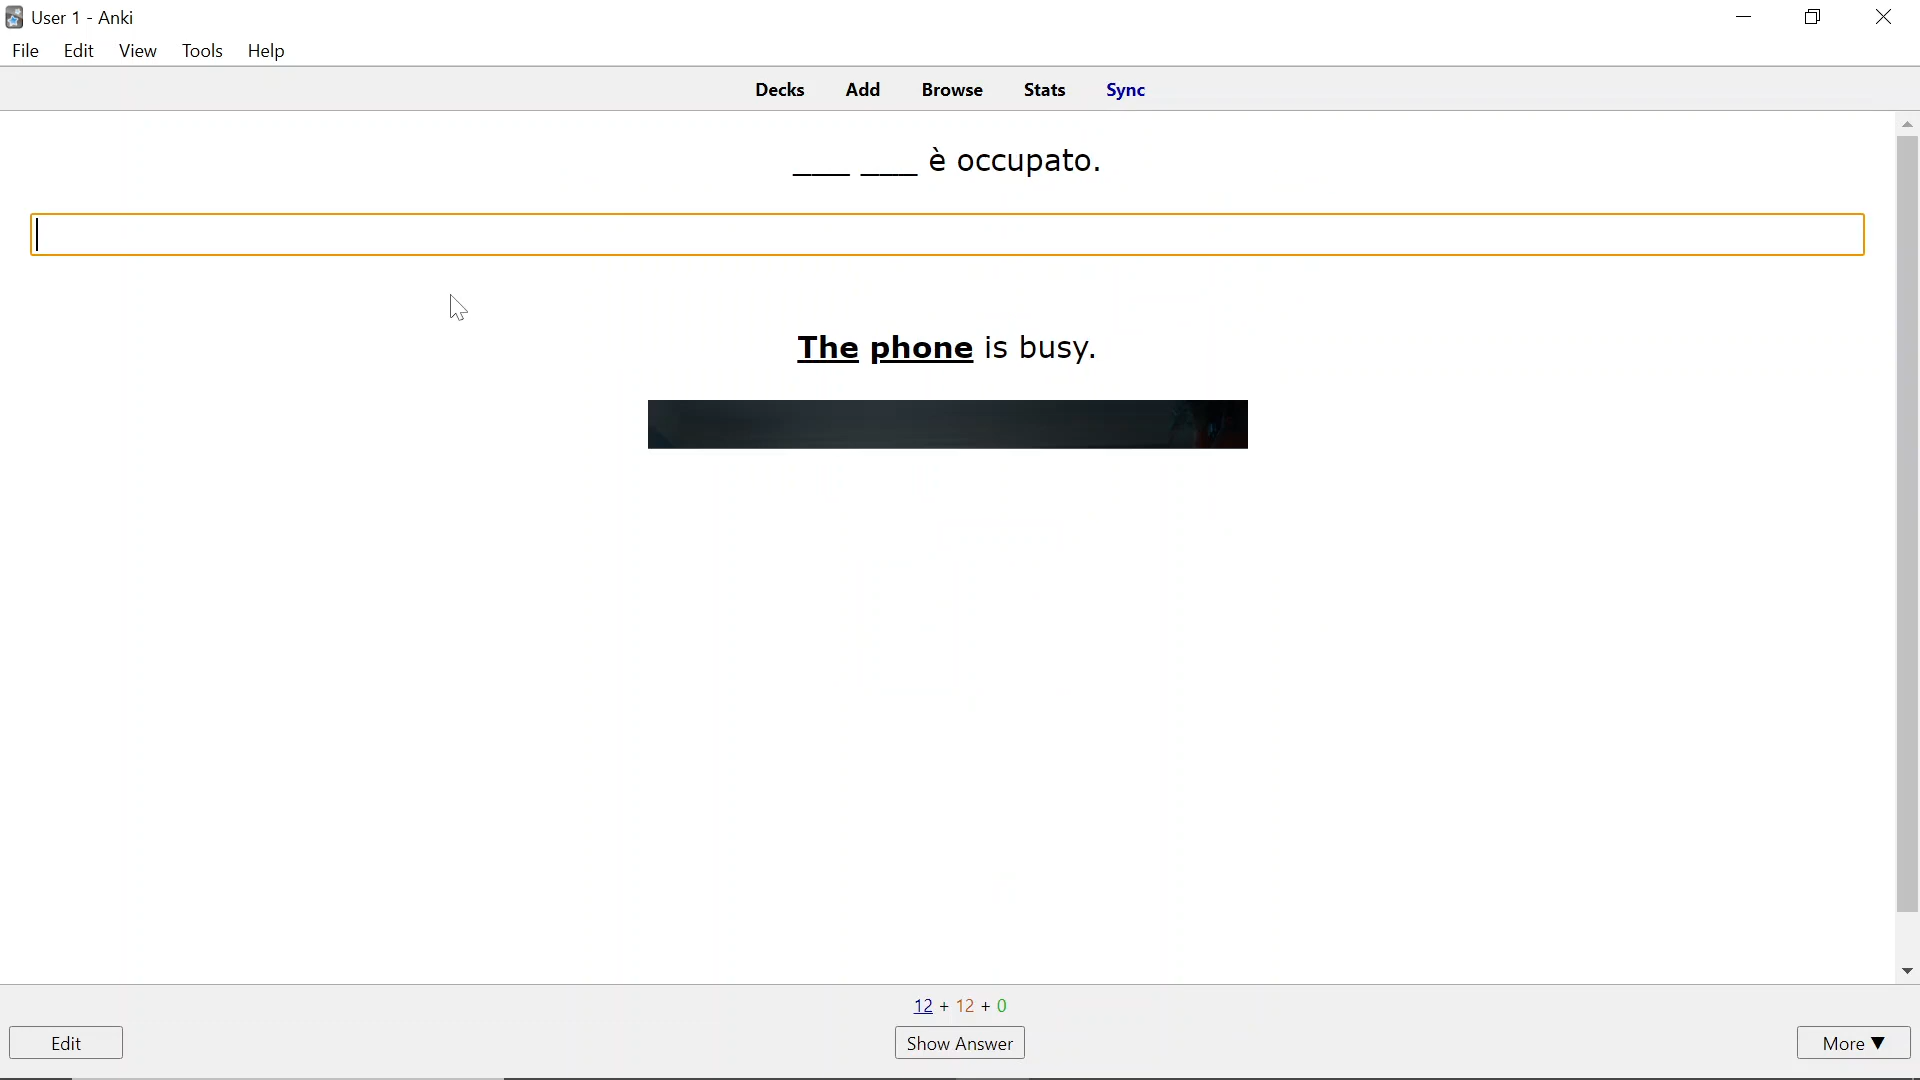 User 1 - Anki
File Edit View Tools Help
Decks Add Browse Stats Sync
___ ___ è occupato.
The phone is busy.
12 + 12 + 0
Edit Show Answer More ▼